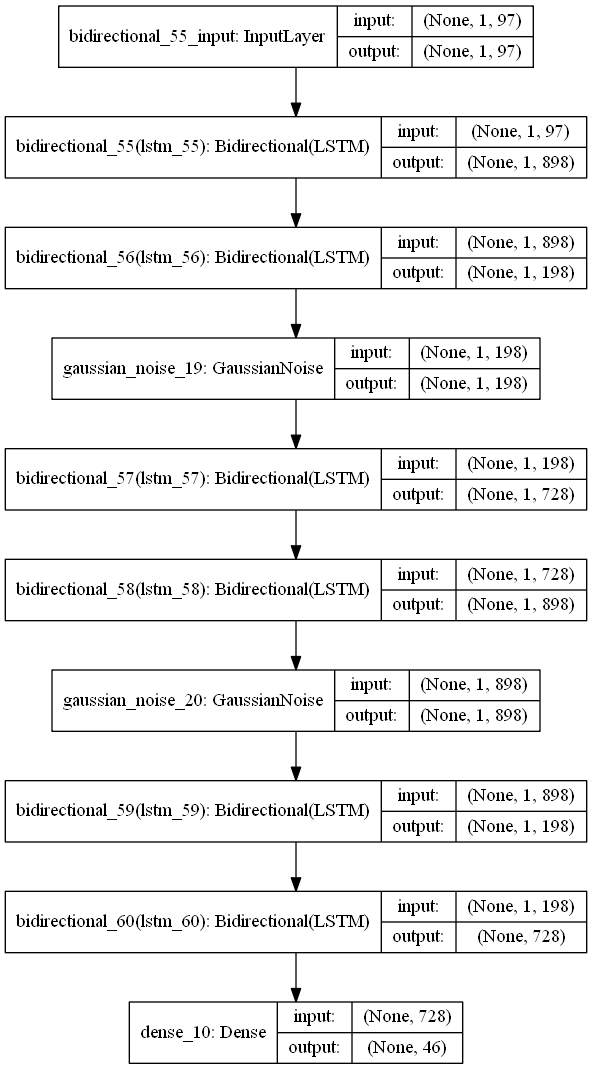 bidirectional_55_input: InputLayer
input: (None, 1, 97)
output: (None, 1, 97)
bidirectional_55(lstm_55): Bidirectional(LSTM)
input: (None, 1, 97)
output: (None, 1, 898)
bidirectional_56(lstm_56): Bidirectional(LSTM)
input: (None, 1, 898)
output: (None, 1, 198)
gaussian_noise_19: GaussianNoise
input: (None, 1, 198)
output: (None, 1, 198)
bidirectional_57(lstm_57): Bidirectional(LSTM)
input: (None, 1, 198)
output: (None, 1, 728)
bidirectional_58(lstm_58): Bidirectional(LSTM)
input: (None, 1, 728)
output: (None, 1, 898)
gaussian_noise_20: GaussianNoise
input: (None, 1, 898)
output: (None, 1, 898)
bidirectional_59(lstm_59): Bidirectional(LSTM)
input: (None, 1, 898)
output: (None, 1, 198)
bidirectional_60(lstm_60): Bidirectional(LSTM)
input: (None, 1, 198)
output: (None, 728)
dense_10: Dense
input: (None, 728)
output: (None, 46)